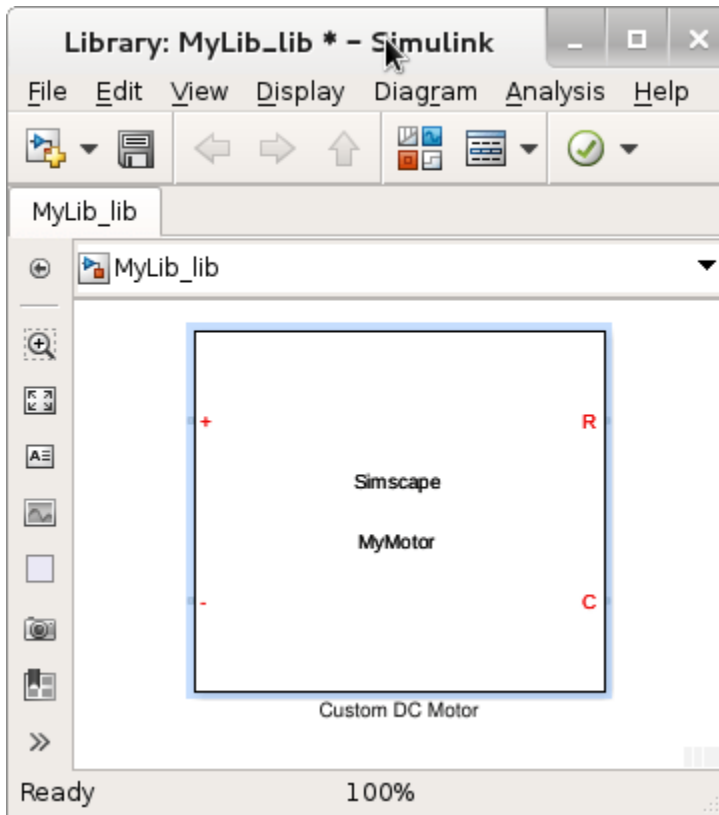 Library: MyLib_lib * - Simulink
File Edit View Display Diagram Analysis Help
MyLib_lib
MyLib_lib
+ R
Simscape
MyMotor
- C
Custom DC Motor
Ready 100%